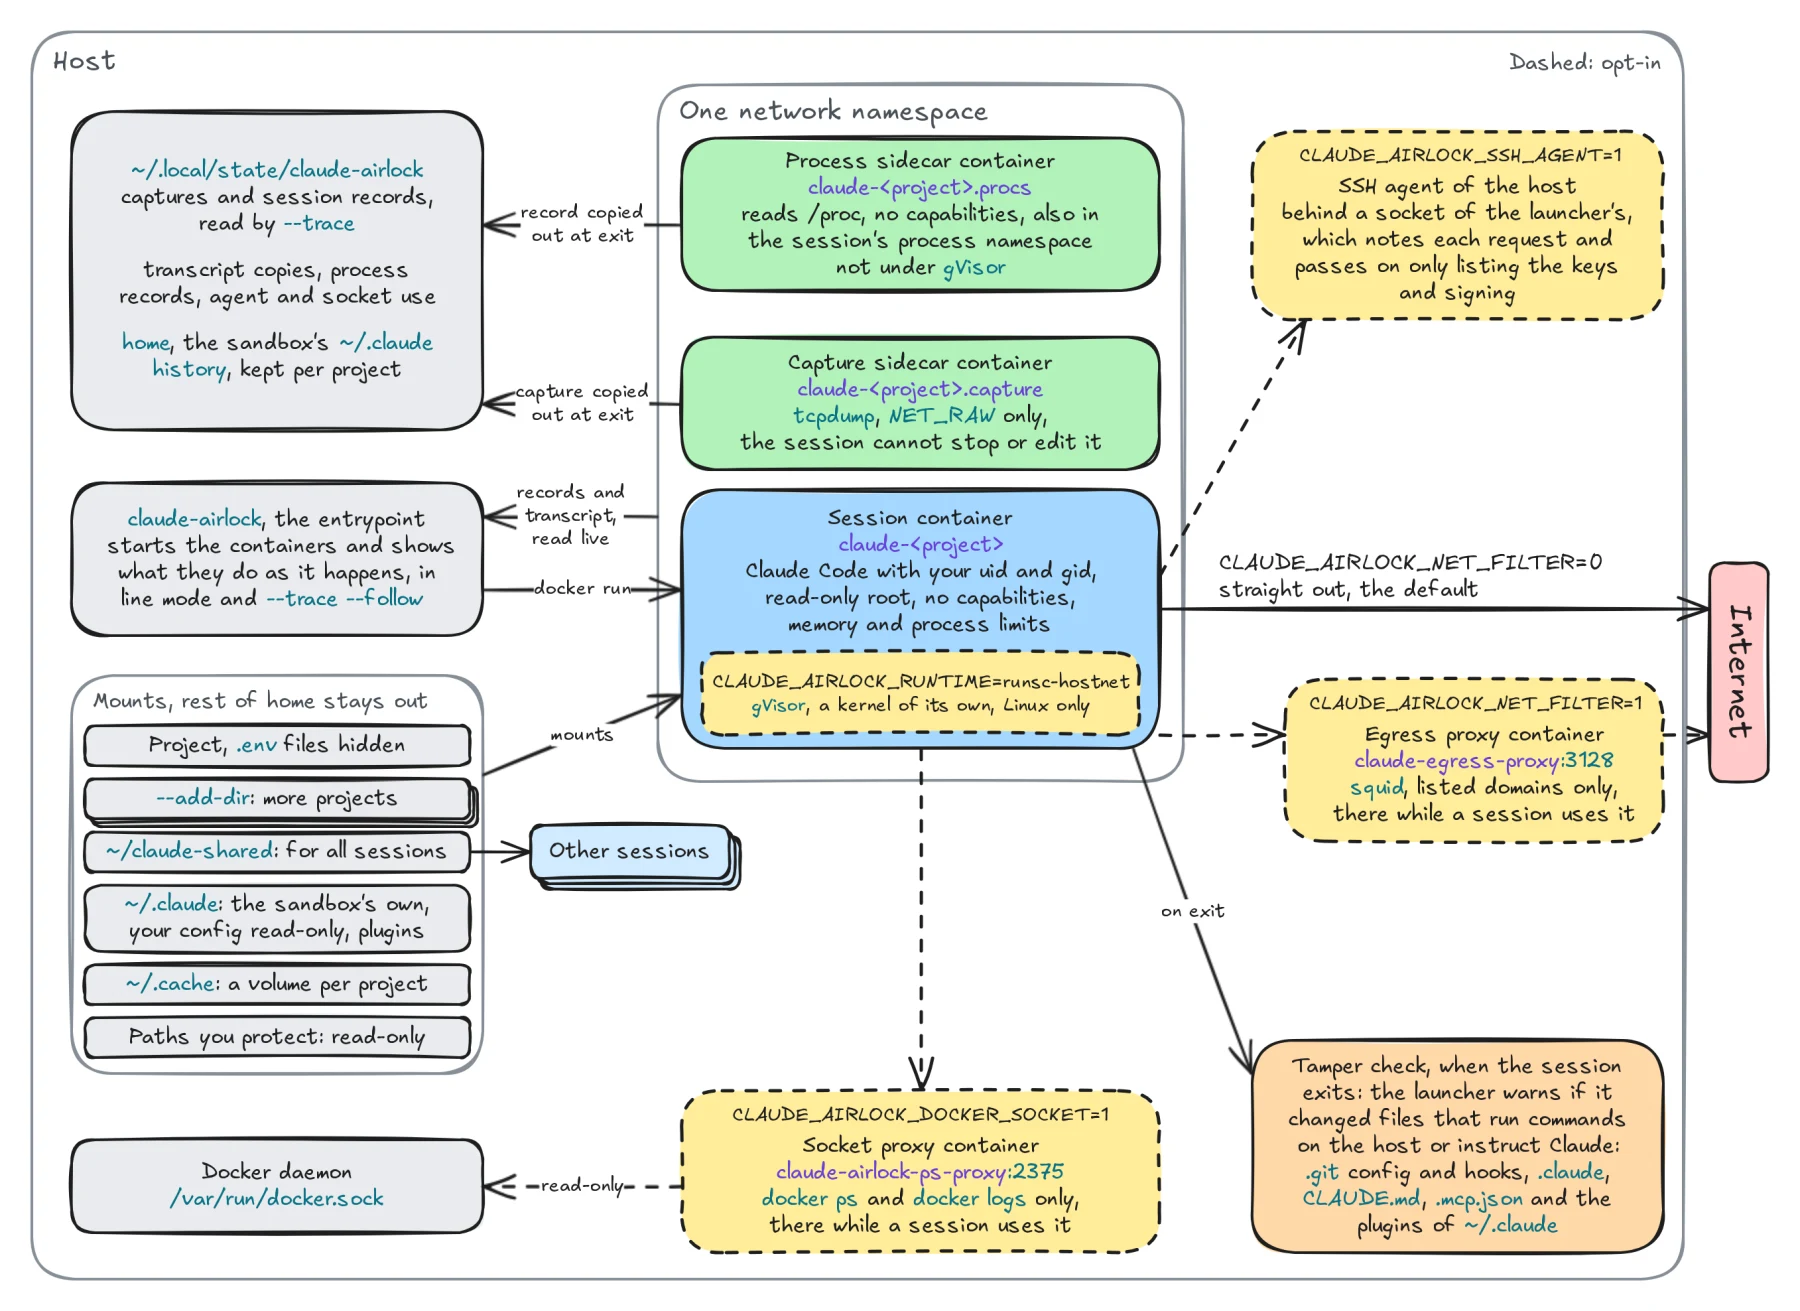 Host
Dashed: opt-in
~/.local/state/claude-airlock
captures and session records,
read by --trace
transcript copies, process
records, agent and socket use
home, the sandbox's ~/.claude
history, kept per project
record copied
out at exit
capture copied
out at exit
One network namespace
Process sidecar container
claude-<project>.procs
reads /proc, no capabilities, also in
the session's process namespace
not under gVisor
Capture sidecar container
claude-<project>.capture
tcpdump, NET_RAW only,
the session cannot stop or edit it
CLAUDE_AIRLOCK_SSH_AGENT=1
SSH agent of the host
behind a socket of the launcher's,
which notes each request and
passes on only listing the keys
and signing
claude-airlock, the entrypoint
starts the containers and shows
what they do as it happens, in
line mode and --trace --follow
records and
transcript,
read live
docker run
Session container
claude-<project>
Claude Code with your uid and gid,
read-only root, no capabilities,
memory and process limits
CLAUDE_AIRLOCK_RUNTIME=runsc-hostnet
gVisor, a kernel of its own, Linux only
CLAUDE_AIRLOCK_NET_FILTER=0
straight out, the default
Internet
CLAUDE_AIRLOCK_NET_FILTER=1
Egress proxy container
claude-egress-proxy:3128
squid, listed domains only,
there while a session uses it
Mounts, rest of home stays out
Project, .env files hidden
--add-dir: more projects
~/claude-shared: for all sessions
~/.claude: the sandbox's own,
your config read-only, plugins
~/.cache: a volume per project
Paths you protect: read-only
mounts
Other sessions
on exit
Docker daemon
/var/run/docker.sock
read-only
CLAUDE_AIRLOCK_DOCKER_SOCKET=1
Socket proxy container
claude-airlock-ps-proxy:2375
docker ps and docker logs only,
there while a session uses it
Tamper check, when the session
exits: the launcher warns if it
changed files that run commands
on the host or instruct Claude:
.git config and hooks, .claude,
CLAUDE.md, .mcp.json and the
plugins of ~/.claude